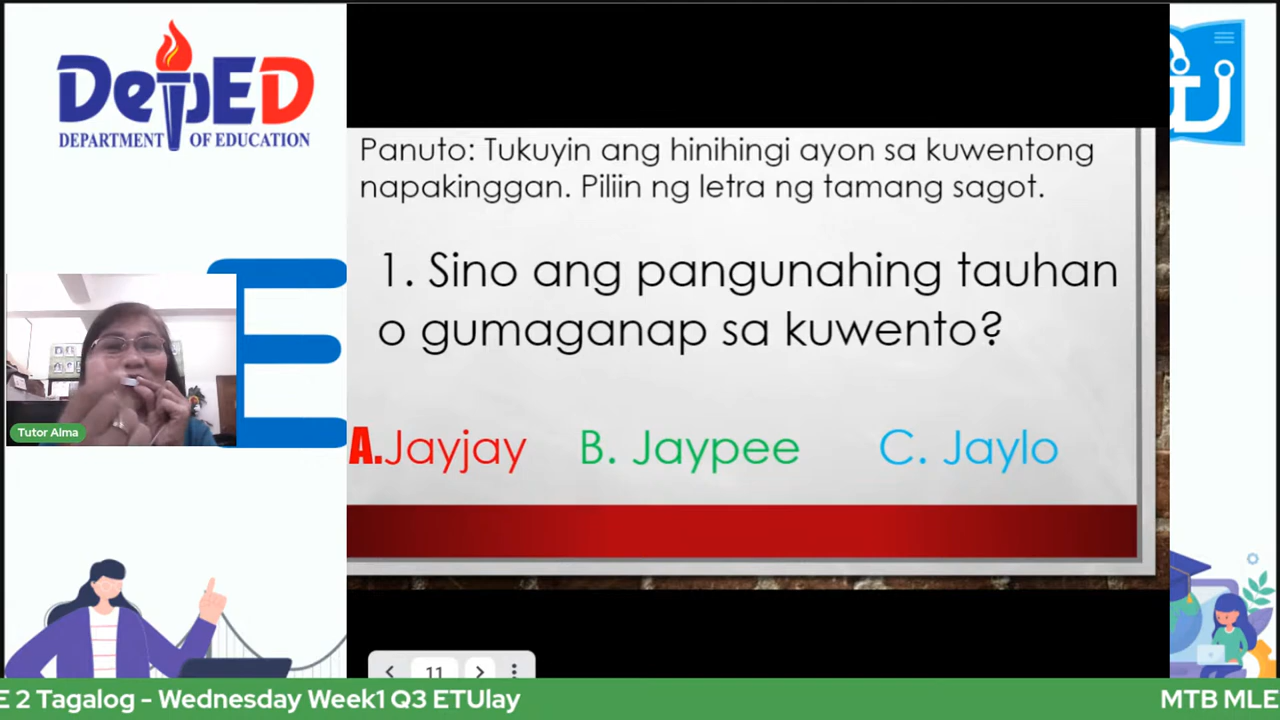 DepED
DEPARTMENT OF EDUCATION
Panuto: Tukuyin ang hinihingi ayon sa kuwentong
napakinggan. Piliin ng letra ng tamang sagot.
1. Sino ang pangunahing tauhan
o gumaganap sa kuwento?
A.Jayjay B. Jaypee C. Jaylo
E
Tutor Alma
11
E 2 Tagalog - Wednesday Week1 Q3 ETUlay MTB MLE